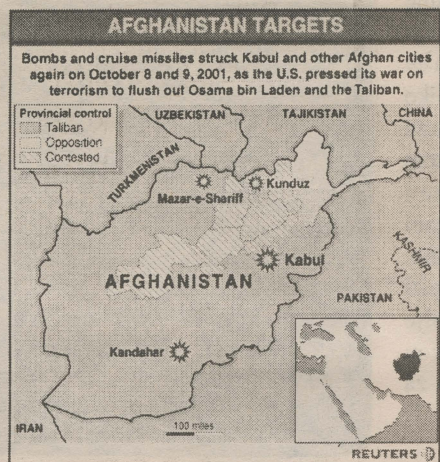 AFGHANISTAN TARGETS
Bombs and cruise missiles struck Kabul and other Afghan cities
again on October 8 and 9, 2001, as the U.S. pressed its war on
terrorism to flush out Osama bin Laden and the Taliban.
Provincial control
Taliban
Opposition
Contested
UZBEKISTAN
TAJIKISTAN
CHINA
TURKMENISTAN
Mazar-e-Shariff
Kunduz
KASHMIR
Kabul
AFGHANISTAN
PAKISTAN
Kandahar
IRAN
100 miles
REUTERS